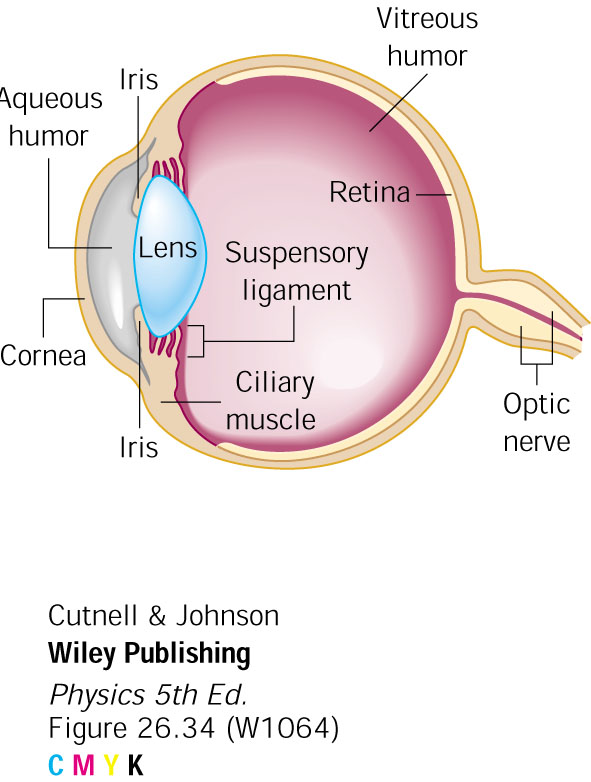 Vitreous
humor
Iris
Aqueous
humor
Retina
Lens
Suspensory
ligament
Cornea
Ciliary
muscle
Iris
Optic
nerve
Cutnell & Johnson
Wiley Publishing
Physics 5th Ed.
Figure 26.34 (W1064)
C M Y K